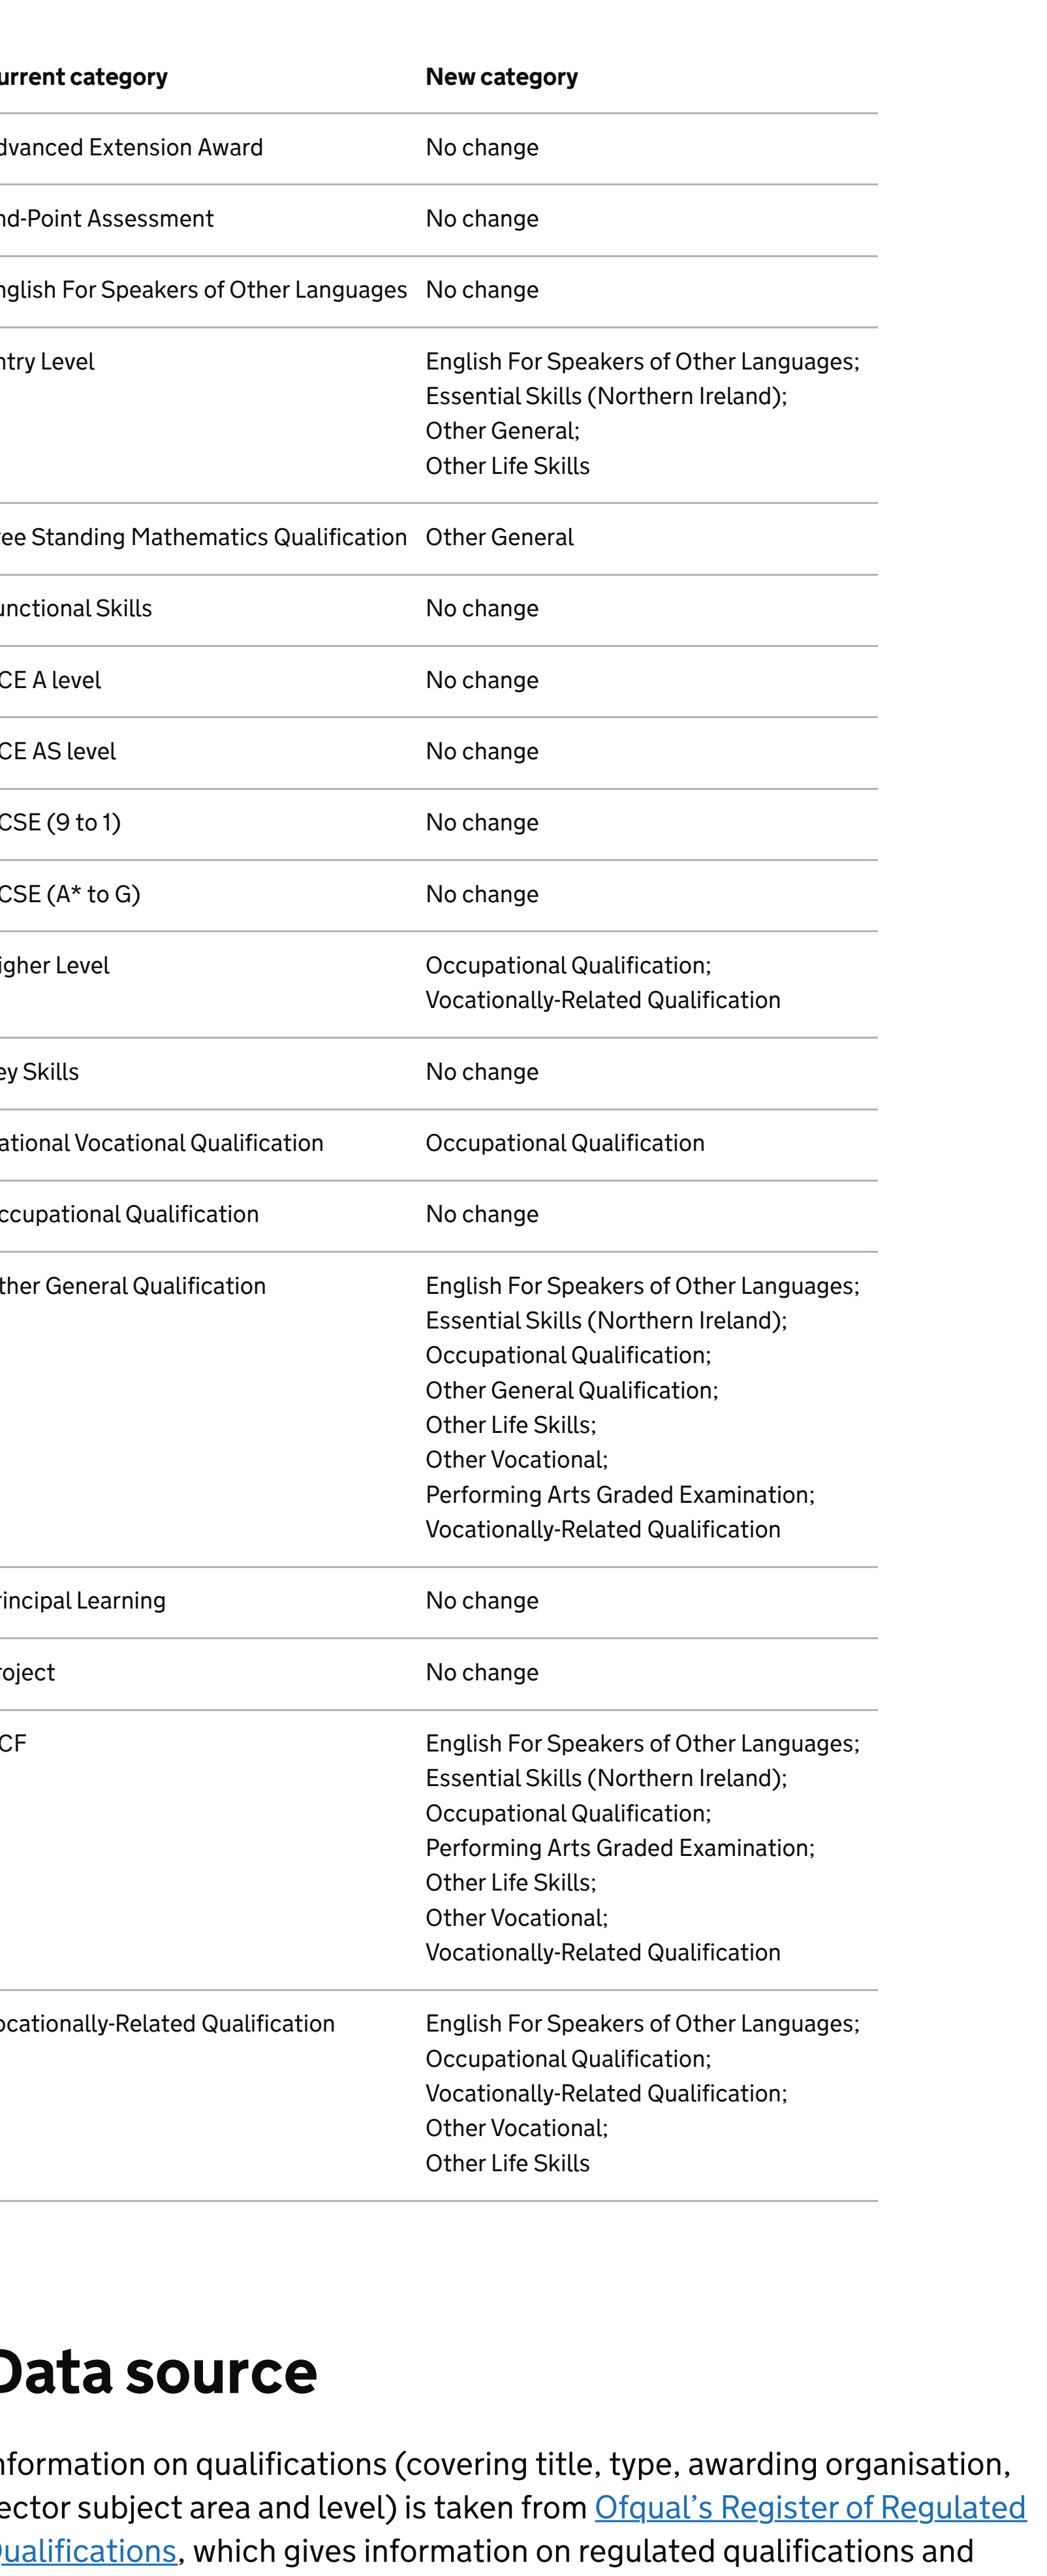 urrent category New category
dvanced Extension Award No change
nd-Point Assessment No change
nglish For Speakers of Other Languages No change
ntry Level English For Speakers of Other Languages;
Essential Skills (Northern Ireland);
Other General;
Other Life Skills
ree Standing Mathematics Qualification Other General
unctional Skills No change
CE A level No change
CE AS level No change
CSE (9 to 1) No change
CSE (A* to G) No change
igher Level Occupational Qualification;
Vocationally-Related Qualification
ey Skills No change
ational Vocational Qualification Occupational Qualification
ccupational Qualification No change
ther General Qualification English For Speakers of Other Languages;
Essential Skills (Northern Ireland);
Occupational Qualification;
Other General Qualification;
Other Life Skills;
Other Vocational;
Performing Arts Graded Examination;
Vocationally-Related Qualification
rincipal Learning No change
roject No change
CF English For Speakers of Other Languages;
Essential Skills (Northern Ireland);
Occupational Qualification;
Performing Arts Graded Examination;
Other Life Skills;
Other Vocational;
Vocationally-Related Qualification
ocationally-Related Qualification English For Speakers of Other Languages;
Occupational Qualification;
Vocationally-Related Qualification;
Other Vocational;
Other Life Skills
Data source
nformation on qualifications (covering title, type, awarding organisation,
ector subject area and level) is taken from Ofqual’s Register of Regulated
Qualifications, which gives information on regulated qualifications and